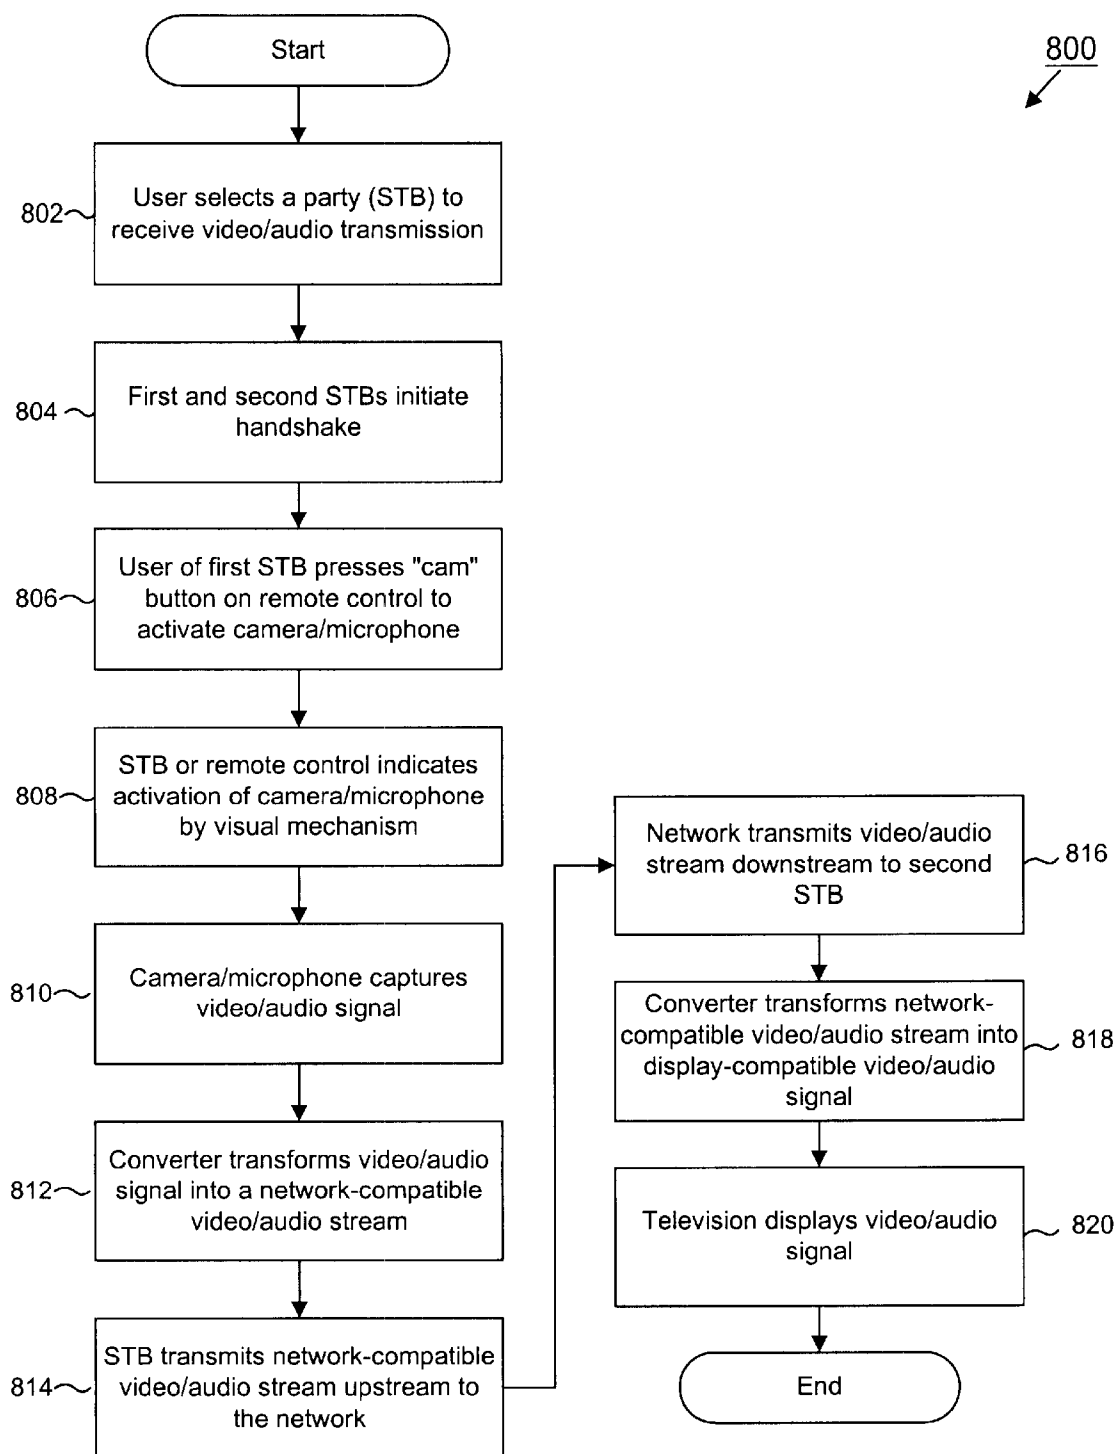 Start
800
802
User selects a party (STB) to
receive video/audio transmission
804
First and second STBs initiate
handshake
806
User of first STB presses "cam"
button on remote control to
activate camera/microphone
808
STB or remote control indicates
activation of camera/microphone
by visual mechanism
810
Camera/microphone captures
video/audio signal
812
Converter transforms video/audio
signal into a network-compatible
video/audio stream
814
STB transmits network-compatible
video/audio stream upstream to
the network
Network transmits video/audio
stream downstream to second
STB
816
Converter transforms network-
compatible video/audio stream into
display-compatible video/audio
signal
818
Television displays video/audio
signal
820
End